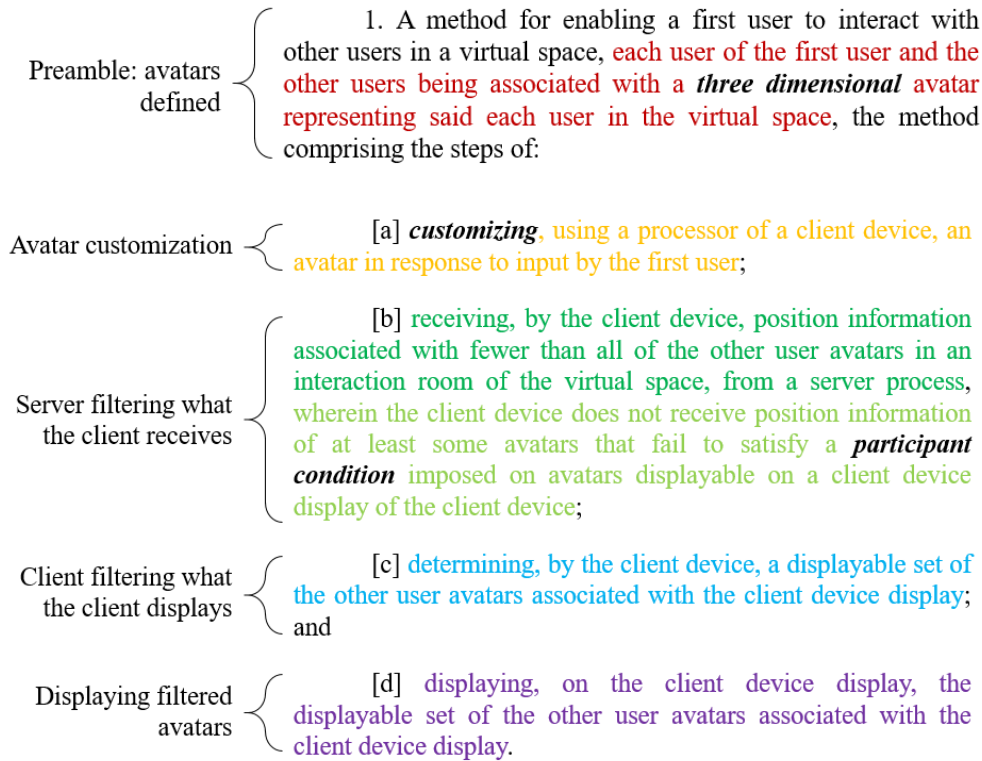 Preamble: avatars
defined
1. A method for enabling a first user to interact with
other users in a virtual space, each user of the first user and the
other users being associated with a three dimensional avatar
representing said each user in the virtual space, the method
comprising the steps of:
Avatar customization
[a] customizing, using a processor of a client device, an
avatar in response to input by the first user;
Server filtering what
the client receives
[b] receiving, by the client device, position information
associated with fewer than all of the other user avatars in an
interaction room of the virtual space, from a server process,
wherein the client device does not receive position information
of at least some avatars that fail to satisfy a participant
condition imposed on avatars displayable on a client device
display of the client device;
Client filtering what
the client displays
[c] determining, by the client device, a displayable set of
the other user avatars associated with the client device display;
and
Displaying filtered
avatars
[d] displaying, on the client device display, the
displayable set of the other user avatars associated with the
client device display.